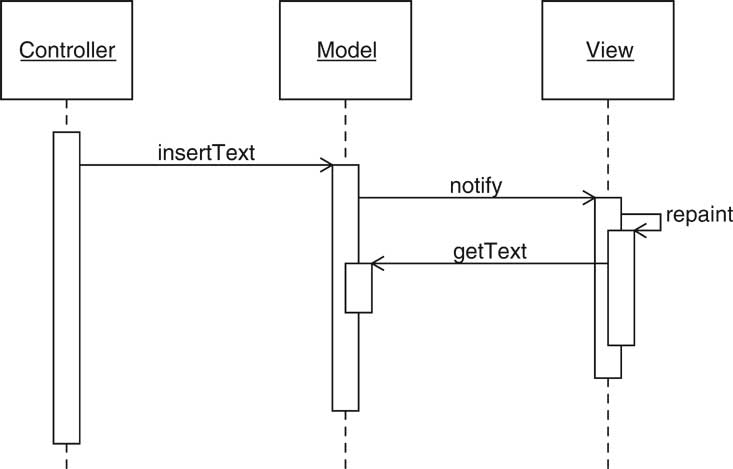 Controller
Model
View
insertText
notify
repaint
getText